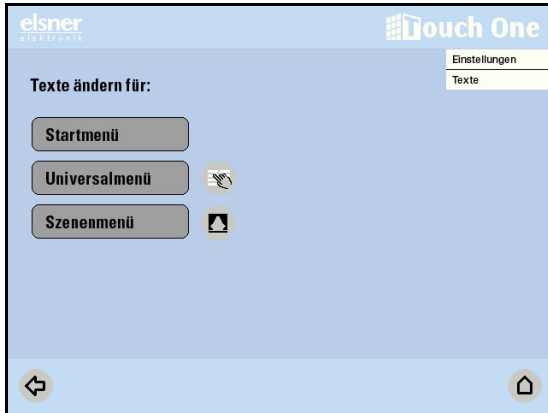 elsner
elektronik
Touch One
Einstellungen
Texte
Texte ändern für:
Startmenü
Universalmenü
Szenenmenü